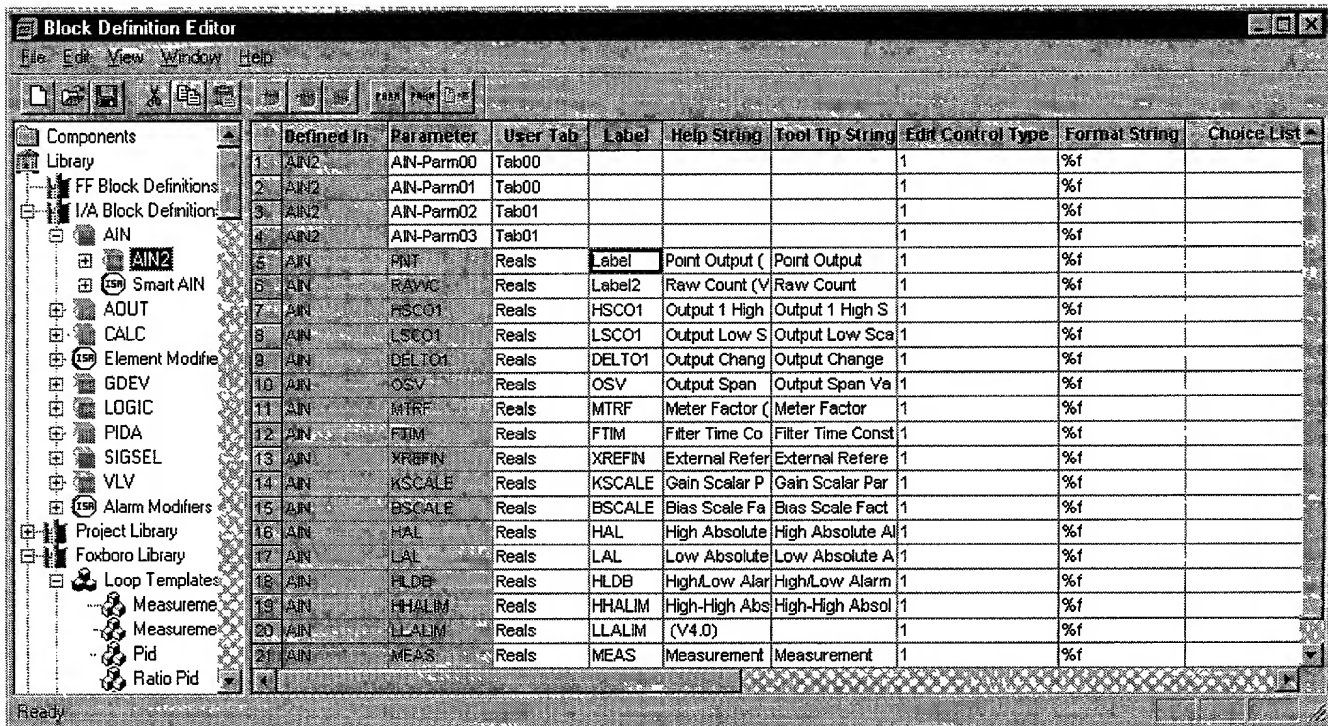 Block Definition Editor
File Edit View Window Help
Components
Library
FF Block Definitions
I/A Block Definition:
AIN
AIN2
ISA Smart AIN
AOUT
CALC
ISA Element Modifie
GDEV
LOGIC
PIDA
SIGSEL
VLV
ISA Alarm Modifiers
Project Library
Foxboro Library
Loop Templates
Measureme
Measureme
Pid
Ratio Pid
Defined In Parameter User Tab Label Help String Tool Tip String Edit Control Type Format String Choice List
1 AIN2 AIN-Parm00 Tab00 1 %f
2 AIN2 AIN-Parm01 Tab00 1 %f
3 AIN2 AIN-Parm02 Tab01 1 %f
4 AIN2 AIN-Parm03 Tab01 1 %f
5 AIN PNT Reals Label Point Output ( Point Output 1 %f
6 AIN RAWC Reals Label2 Raw Count (V Raw Count 1 %f
7 AIN HSCO1 Reals HSCO1 Output 1 High Output 1 High S 1 %f
8 AIN LSCO1 Reals LSCO1 Output Low S Output Low Sca 1 %f
9 AIN DELTO1 Reals DELTO1 Output Chang Output Change 1 %f
10 AIN OSV Reals OSV Output Span Output Span Va 1 %f
11 AIN MTRF Reals MTRF Meter Factor ( Meter Factor 1 %f
12 AIN FTIM Reals FTIM Filter Time Co Filter Time Const 1 %f
13 AIN XREFIN Reals XREFIN External Refer External Refere 1 %f
14 AIN KSCALE Reals KSCALE Gain Scalar P Gain Scalar Par 1 %f
15 AIN BSCALE Reals BSCALE Bias Scale Fa Bias Scale Fact 1 %f
16 AIN HAL Reals HAL High Absolute High Absolute Al 1 %f
17 AIN LAL Reals LAL Low Absolute Low Absolute A 1 %f
18 AIN HLDB Reals HLDB High/Low Alar High/Low Alarm 1 %f
19 AIN HHALIM Reals HHALIM High-High Abs High-High Absol 1 %f
20 AIN LLALIM Reals LLALIM (V4.0) 1 %f
21 AIN MEAS Reals MEAS Measurement Measurement 1 %f
Ready